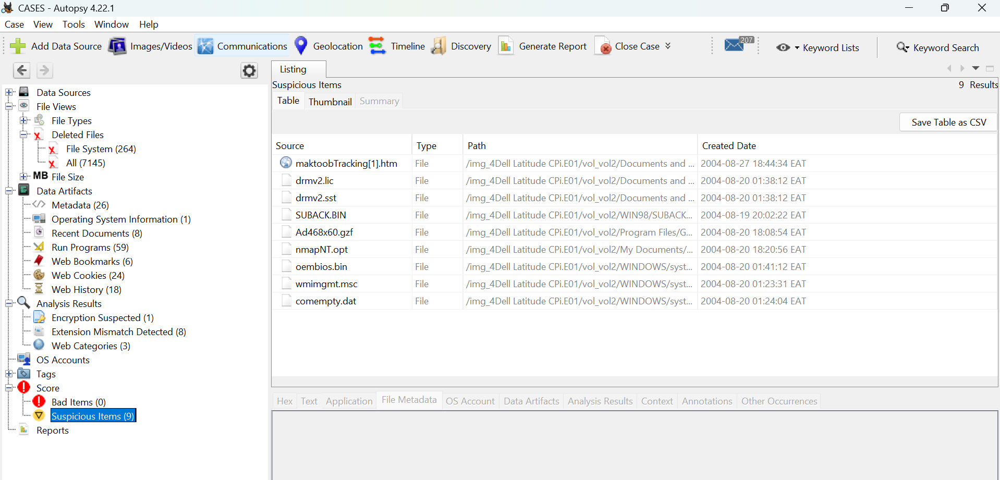 CASES - Autopsy 4.22.1
Case View Tools Window Help
Add Data Source Images/Videos Communications Geolocation Timeline Discovery Generate Report Close Case 207 Keyword Lists Keyword Search
Listing
Suspicious Items 9 Results
Table Thumbnail Summary
Save Table as CSV
Data Sources
File Views
File Types
Deleted Files
File System (264)
All (7145)
MB File Size
Data Artifacts
Metadata (26)
Operating System Information (1)
Recent Documents (8)
Run Programs (59)
Web Bookmarks (6)
Web Cookies (24)
Web History (18)
Analysis Results
Encryption Suspected (1)
Extension Mismatch Detected (8)
Web Categories (3)
OS Accounts
Tags
Score
Bad Items (0)
Suspicious Items (9)
Reports
Source Type Path Created Date
maktoobTracking[1].htm File /img_4Dell Latitude CPi.E01/vol_vol2/Documents and ... 2004-08-27 18:44:34 EAT
drmv2.lic File /img_4Dell Latitude CPi.E01/vol_vol2/Documents and ... 2004-08-20 01:38:12 EAT
drmv2.sst File /img_4Dell Latitude CPi.E01/vol_vol2/Documents and ... 2004-08-20 01:38:12 EAT
SUBACK.BIN File /img_4Dell Latitude CPi.E01/vol_vol2/WIN98/SUBACK... 2004-08-19 20:02:22 EAT
Ad468x60.gzf File /img_4Dell Latitude CPi.E01/vol_vol2/Program Files/G... 2004-08-20 18:08:54 EAT
nmapNT.opt File /img_4Dell Latitude CPi.E01/vol_vol2/My Documents/... 2004-08-20 18:20:56 EAT
oembios.bin File /img_4Dell Latitude CPi.E01/vol_vol2/WINDOWS/syst... 2004-08-20 01:41:12 EAT
wmimgmt.msc File /img_4Dell Latitude CPi.E01/vol_vol2/WINDOWS/syst... 2004-08-20 01:23:31 EAT
comempty.dat File /img_4Dell Latitude CPi.E01/vol_vol2/WINDOWS/syst... 2004-08-20 01:24:04 EAT
Hex Text Application File Metadata OS Account Data Artifacts Analysis Results Context Annotations Other Occurrences